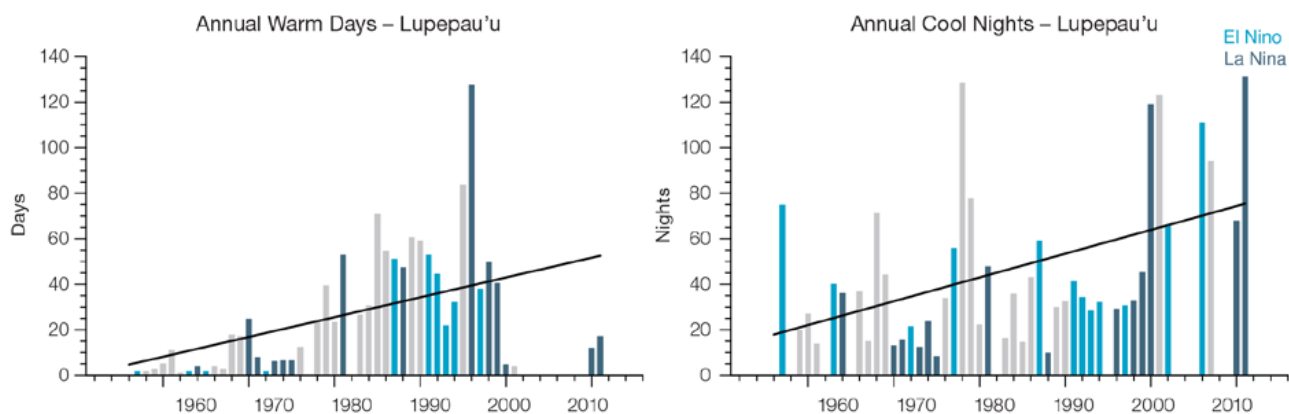 Annual Warm Days – Lupepau’u
140
120
100
80
60
40
20
0
Days
1960 1970 1980 1990 2000 2010
Annual Cool Nights – Lupepau’u
El Nino
La Nina
140
120
100
80
60
40
20
0
Nights
1960 1970 1980 1990 2000 2010